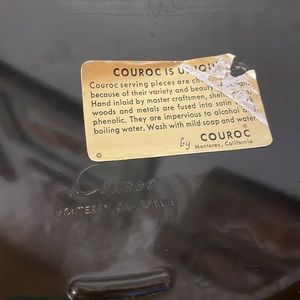 COUROC IS
Couroc serving pieces are
because of their variety and beauty
Hand inlaid by master craftsmen,
woods and metals are fused into satin
phenolic. They are impervious to alcohol and
boiling water. Wash with mild soap and water.
by COUROC®
Monterey, California
Couroc
MONTEREY, CALIFORNIA